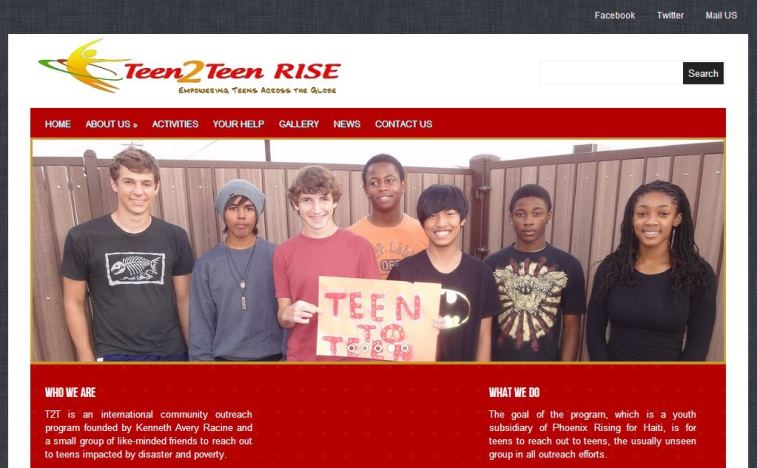 Facebook Twitter Mail US
Teen2Teen RISE
Empowering Teens Across the Globe
Search
HOME ABOUT US » ACTIVITIES YOUR HELP GALLERY NEWS CONTACT US
TEEN
TO
TEEN
WHO WE ARE
T2T is an international community outreach
program founded by Kenneth Avery Racine and
a small group of like-minded friends to reach out
to teens impacted by disaster and poverty.
WHAT WE DO
The goal of the program, which is a youth
subsidiary of Phoenix Rising for Haiti, is for
teens to reach out to teens, the usually unseen
group in all outreach efforts.